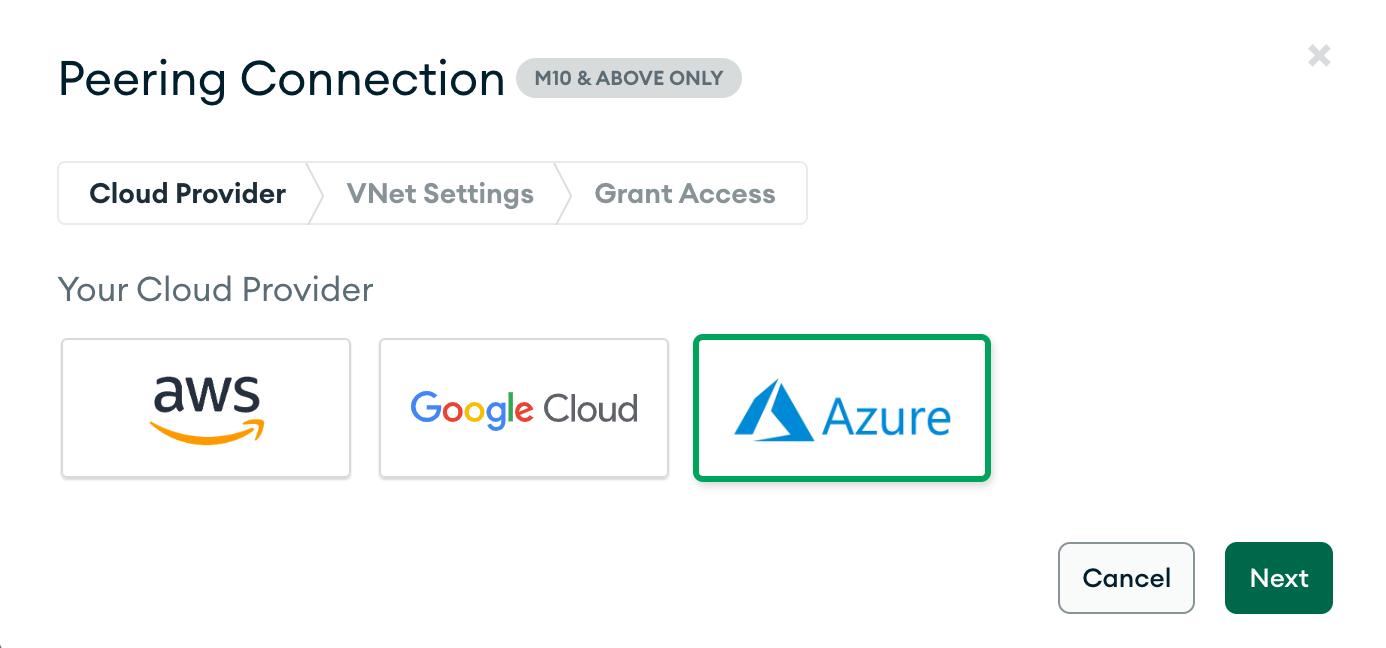 Peering Connection M10 & ABOVE ONLY
Cloud Provider VNet Settings Grant Access
Your Cloud Provider
aws Google Cloud Azure
Cancel Next